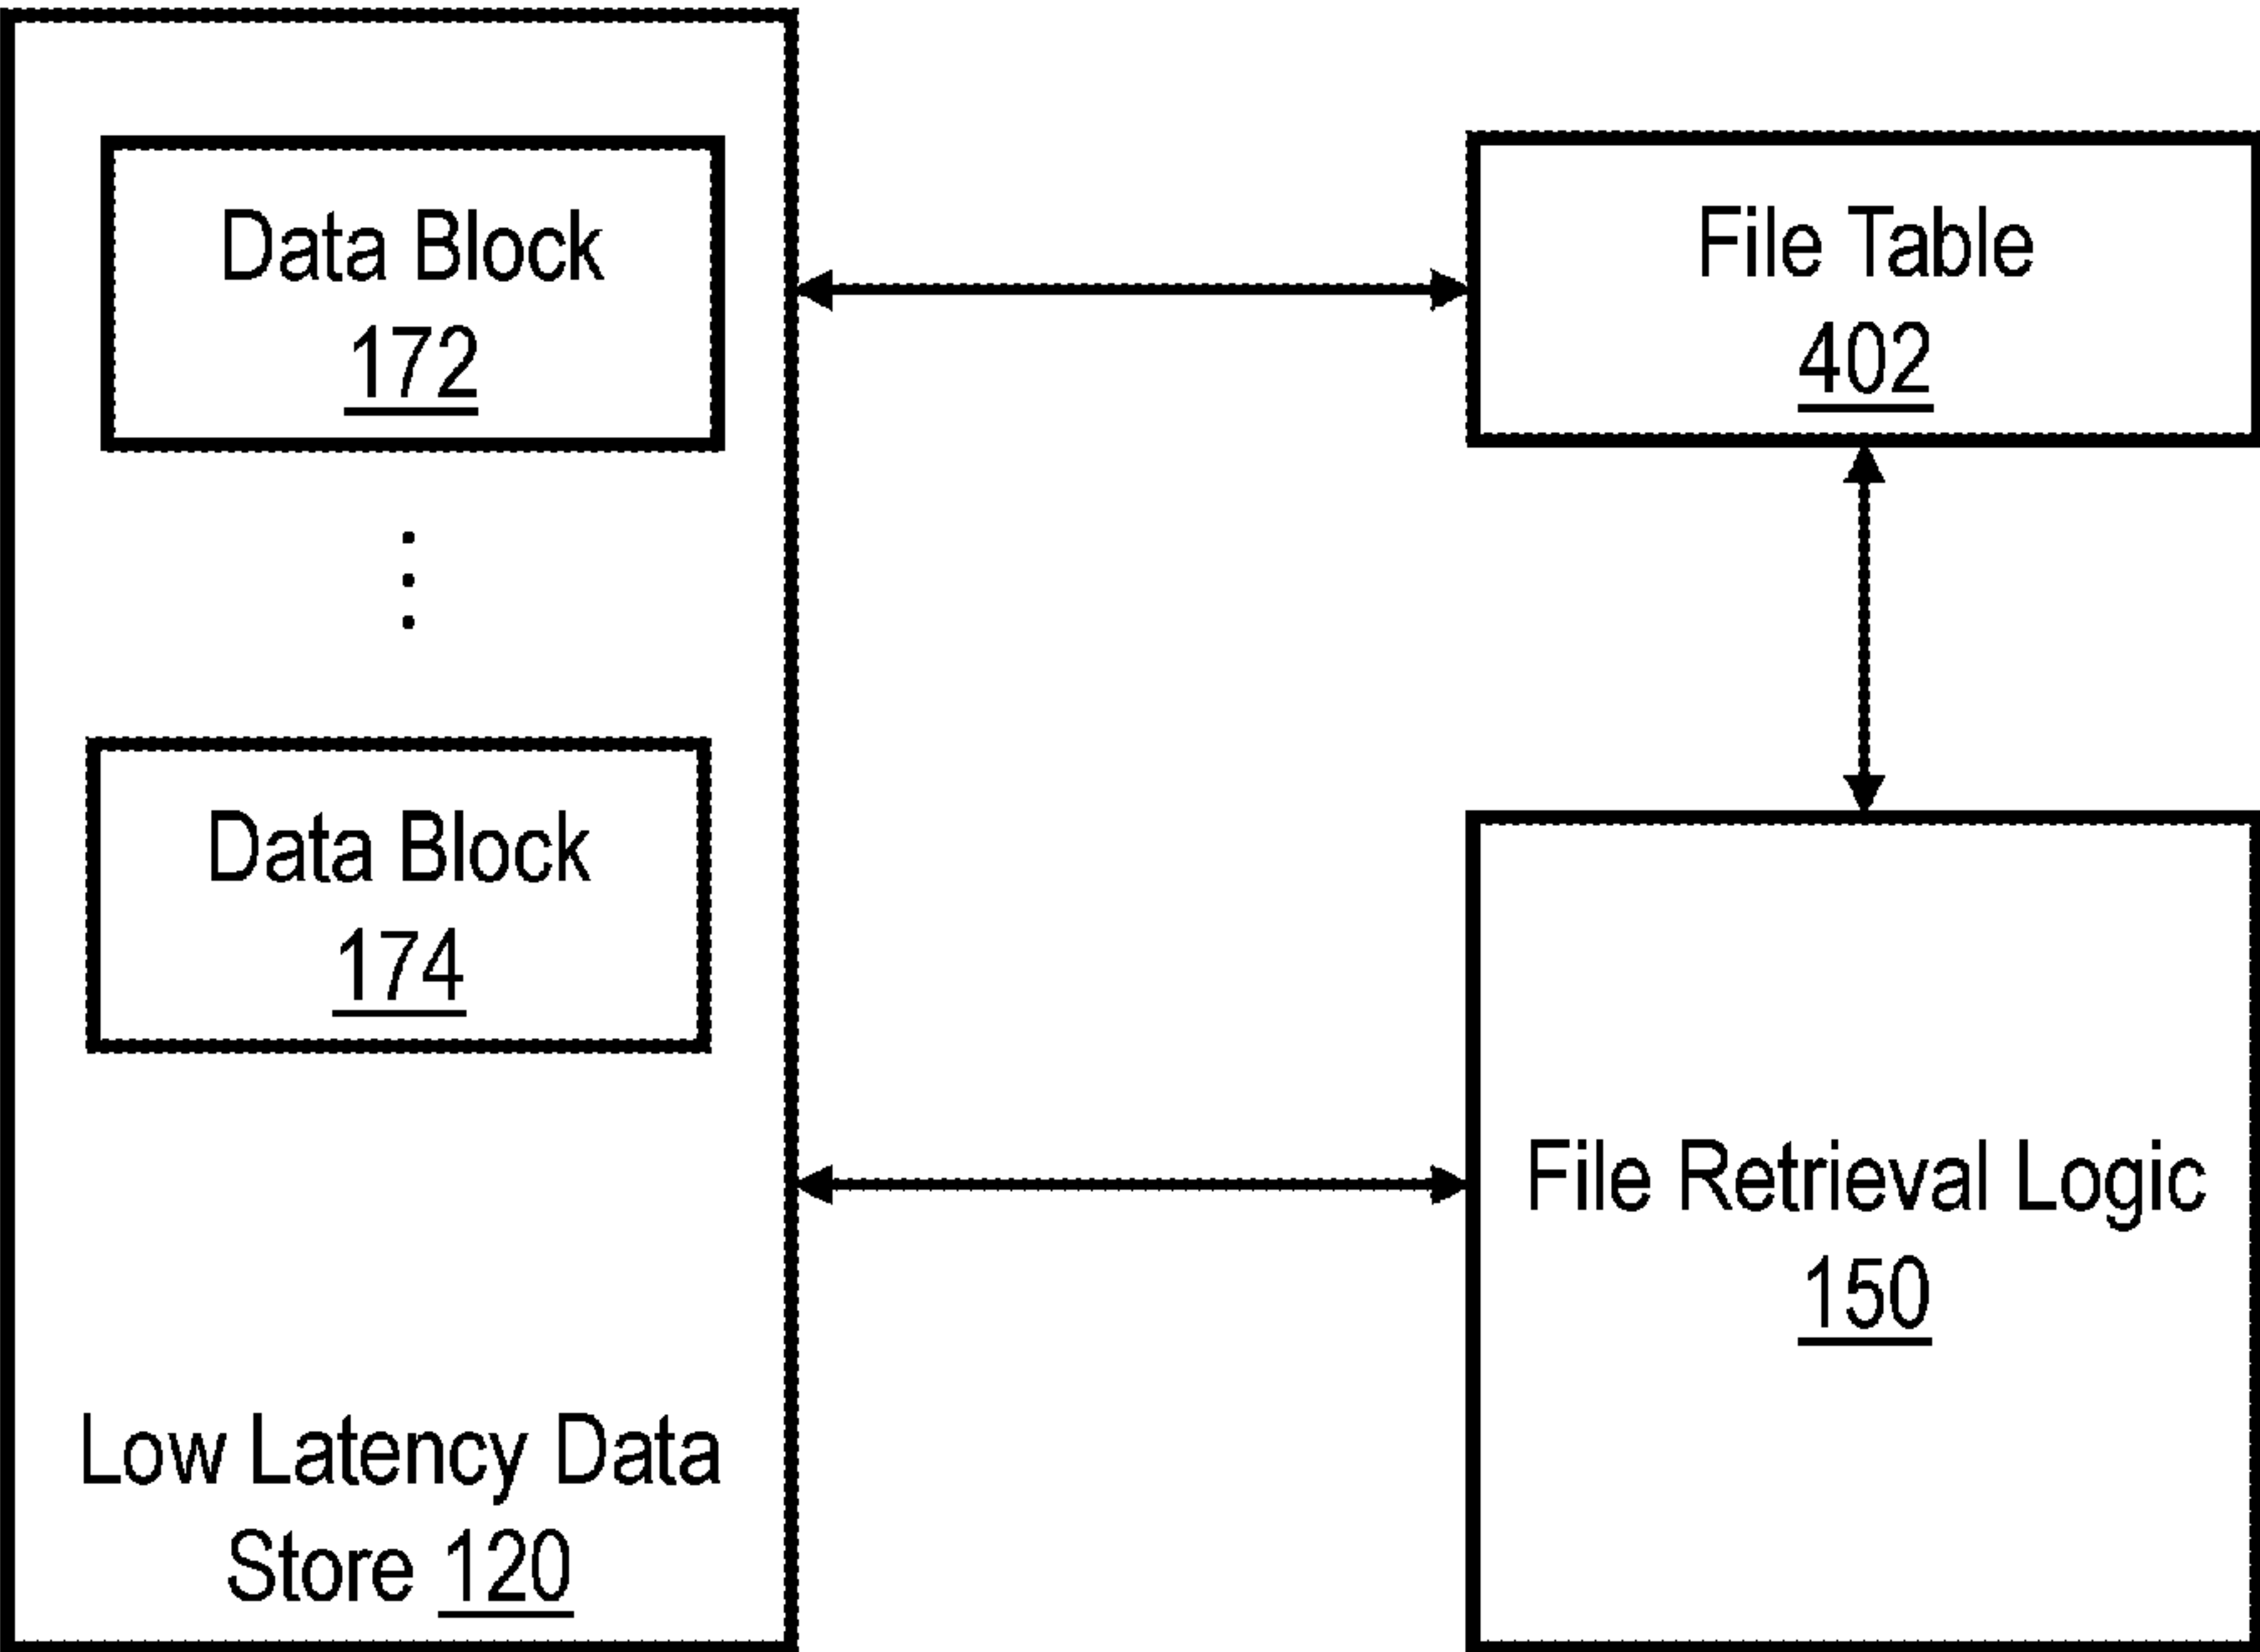 Data Block
172
Data Block
174
Low Latency Data
Store 120
File Table
402
File Retrieval Logic
150